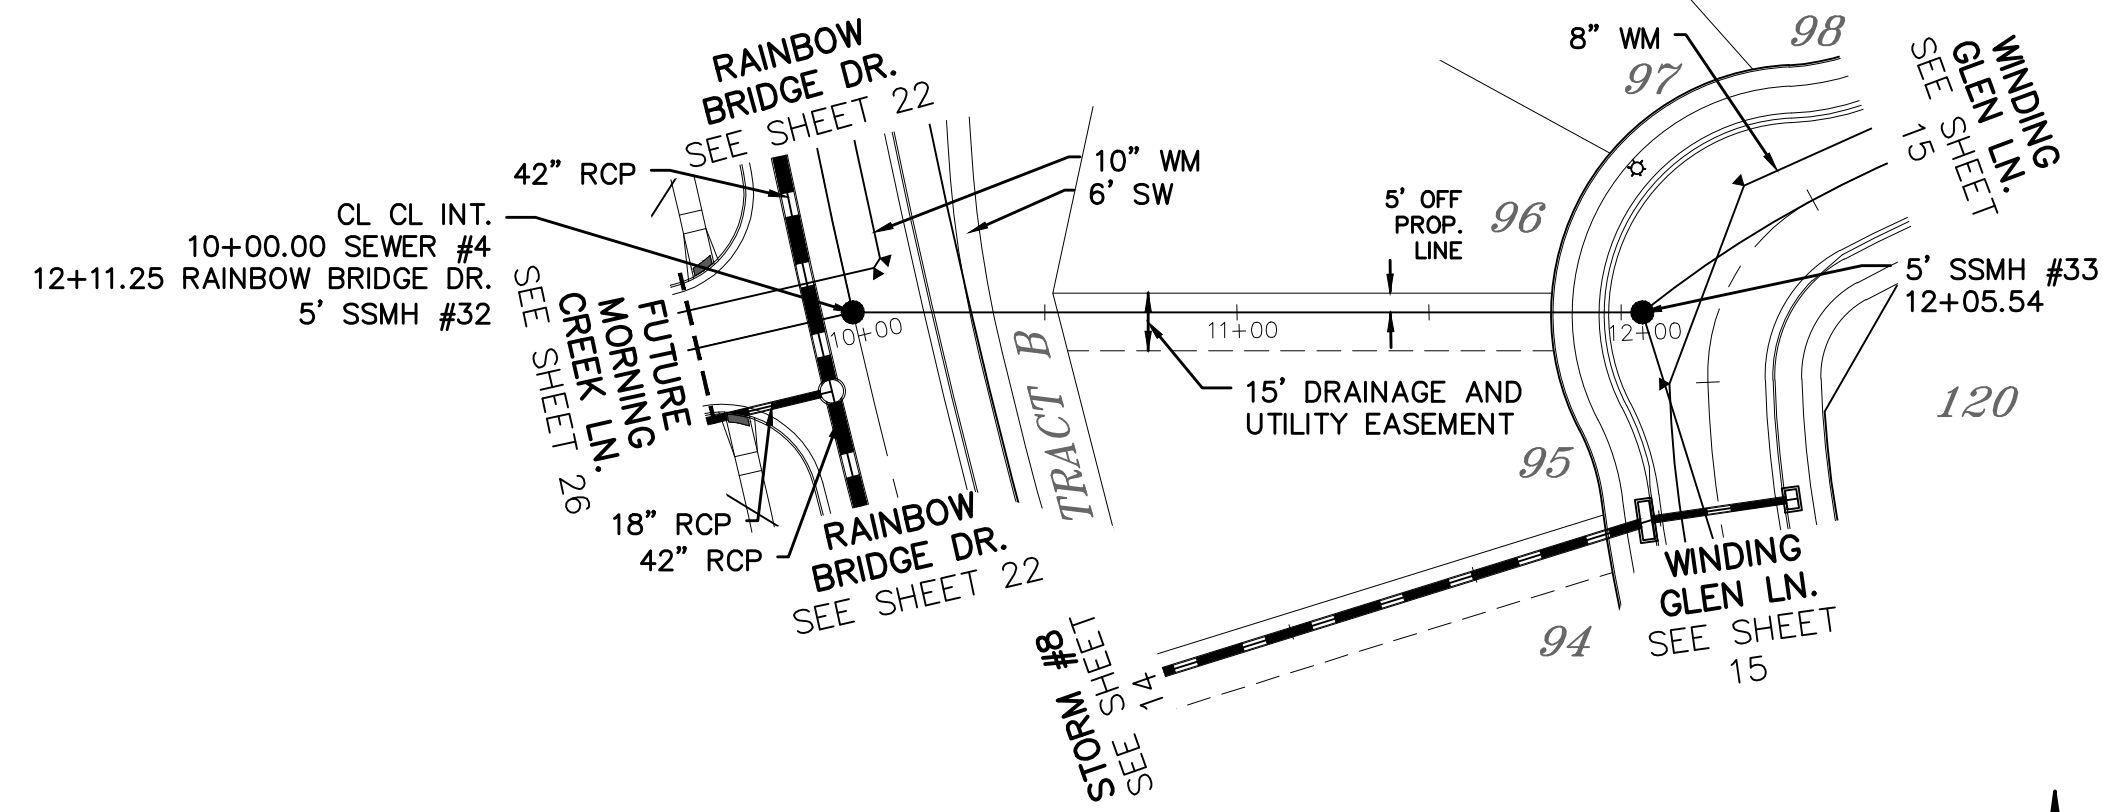 RAINBOW
BRIDGE DR.
SEE SHEET 22
42” RCP
CL CL INT.
10+00.00 SEWER #4
12+11.25 RAINBOW BRIDGE DR.
5’ SSMH #32
10” WM
6’ SW
8” WM
98
97
96
WINDING
GLEN LN.
SEE SHEET
15
5’ OFF
PROP.
LINE
5’ SSMH #33
12+05.54
10+00
11+00
12+00
FUTURE
MORNING
CREEK LN.
SEE SHEET 26
TRACT B
15’ DRAINAGE AND
UTILITY EASEMENT
120
95
18” RCP
42” RCP
RAINBOW
BRIDGE DR.
SEE SHEET 22
WINDING
GLEN LN.
SEE SHEET
15
94
STORM #8
SEE SHEET
14